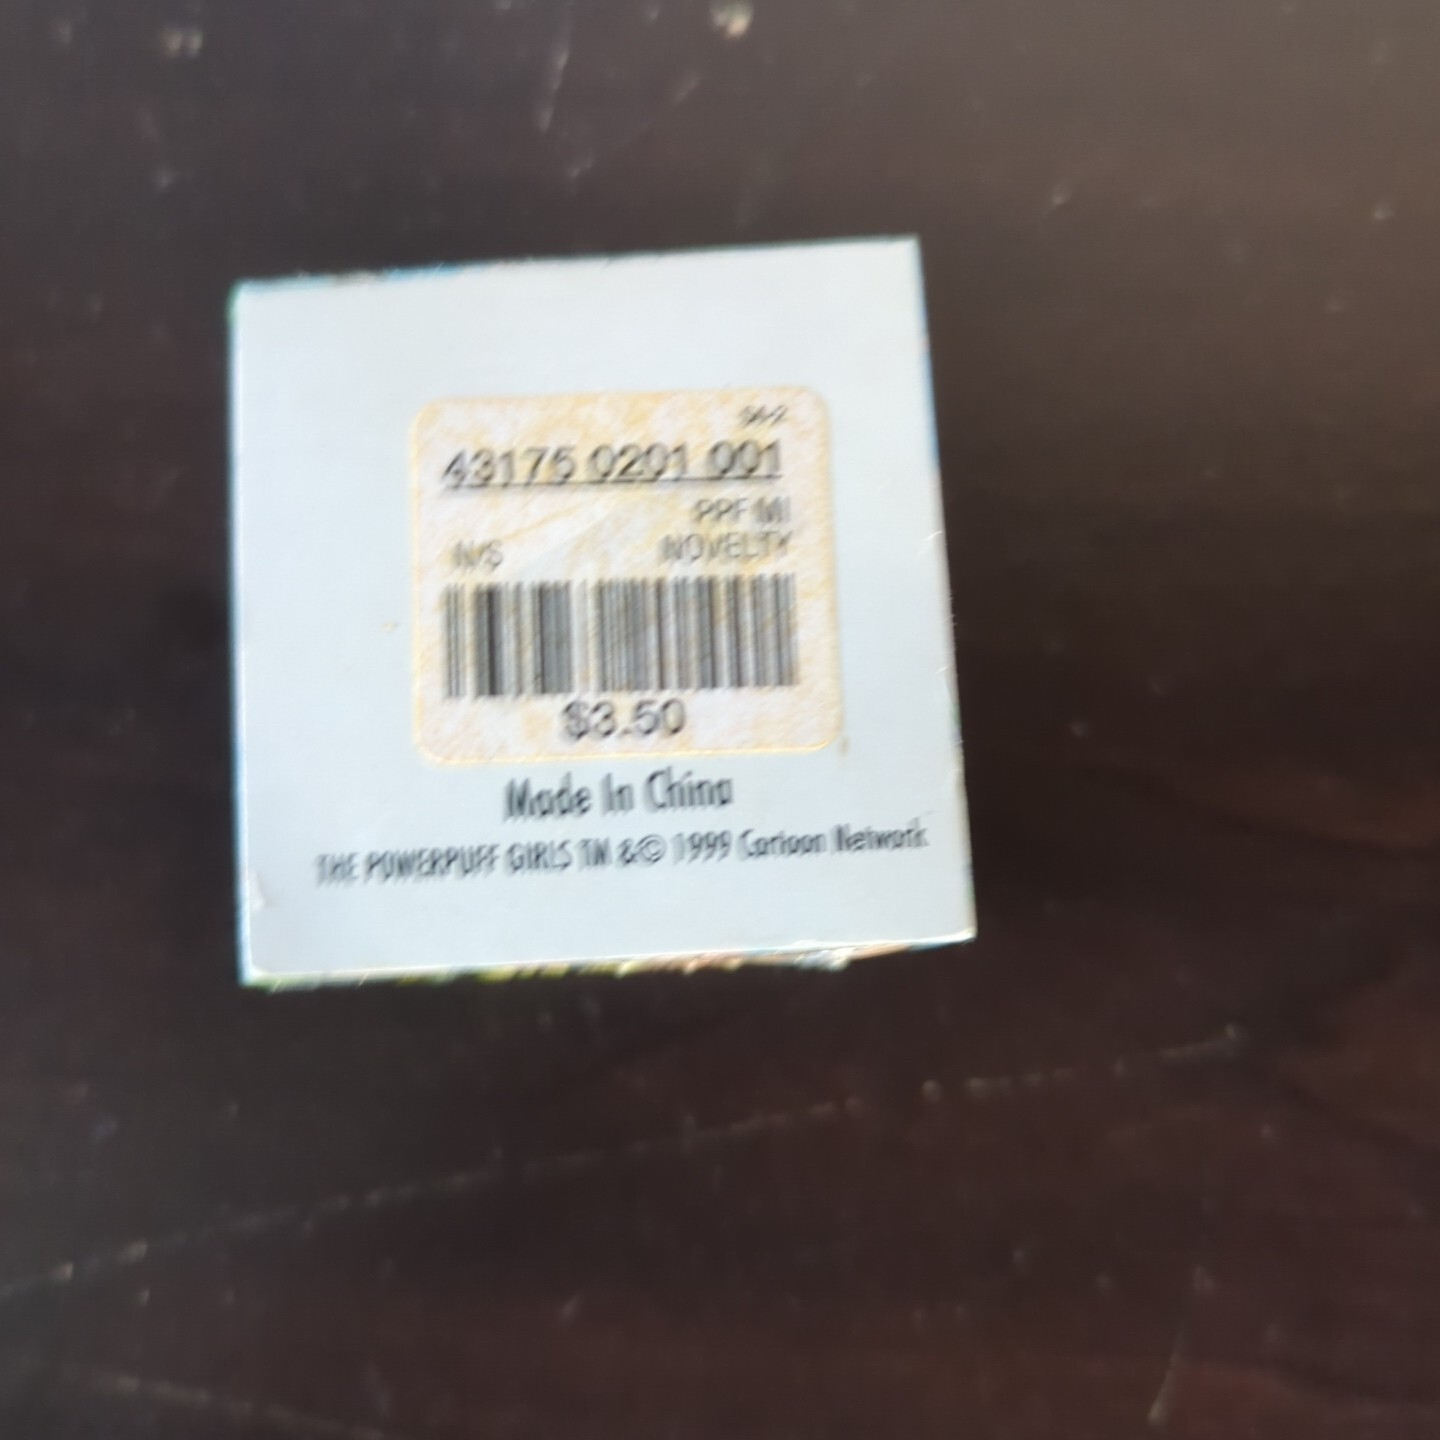 43175 0201 001
PPF MI
N/S NOVELTY
$3.50
Made In China
THE POWERPUFF GIRLS TM &© 1999 Cartoon Network